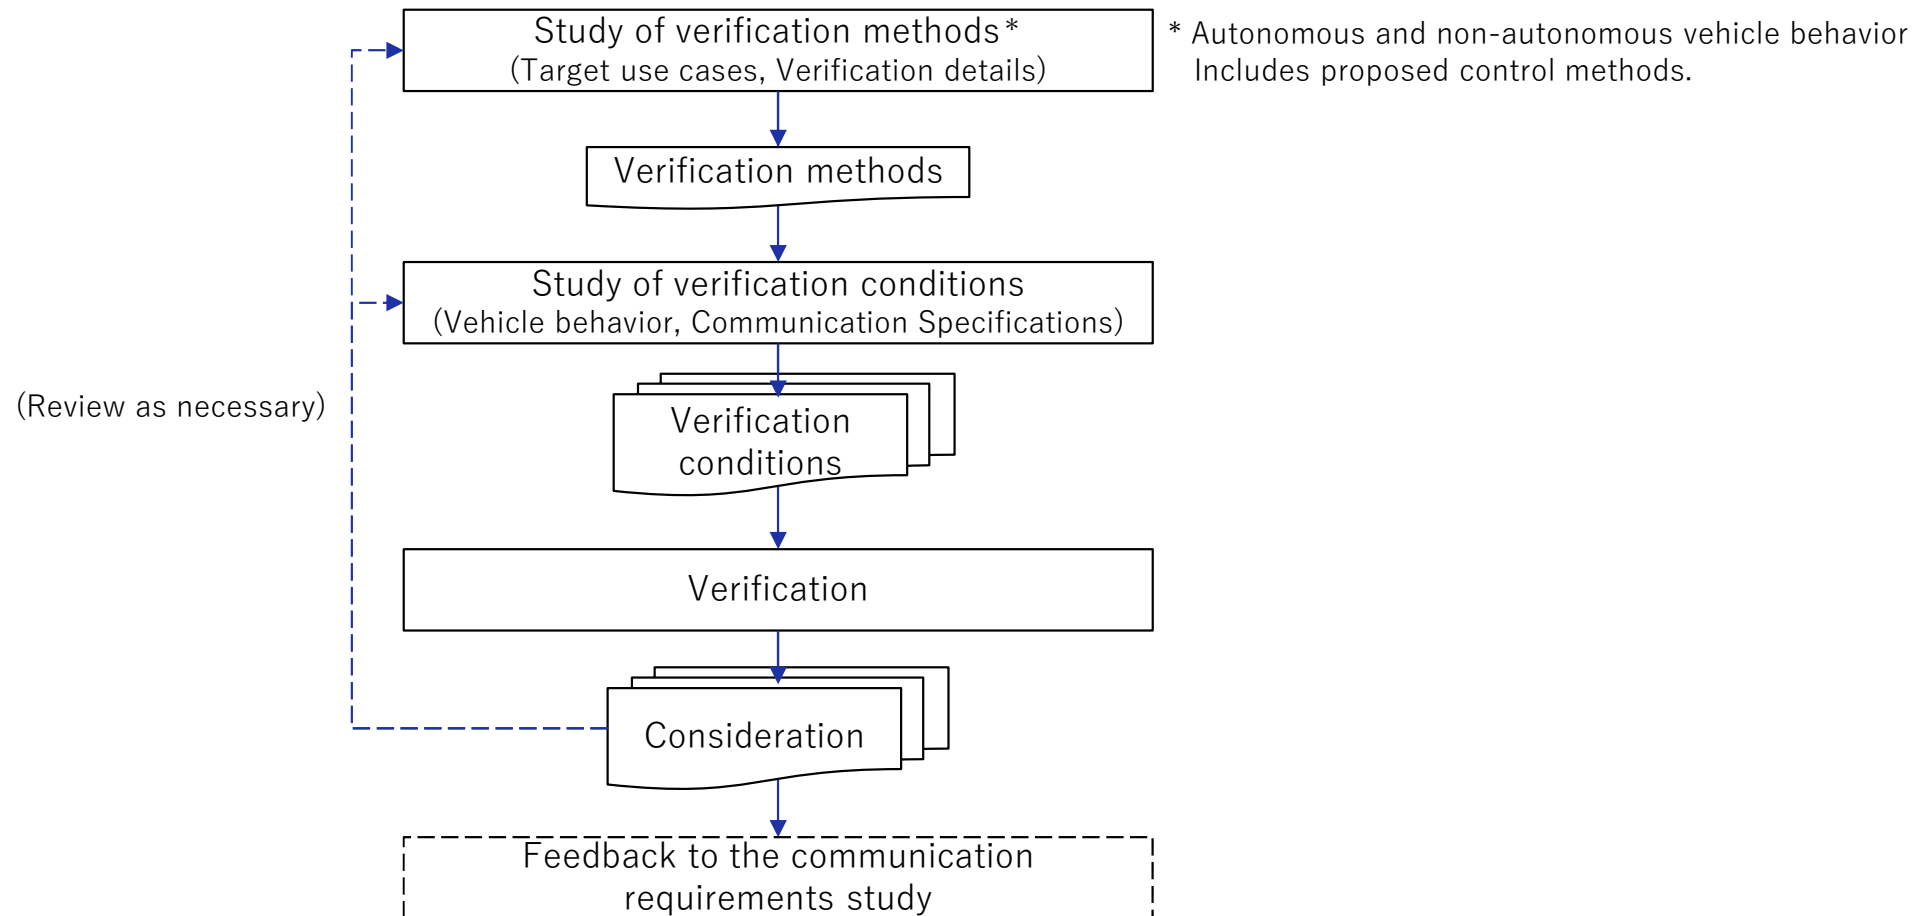 Study of verification methods*
(Target use cases, Verification details)
* Autonomous and non-autonomous vehicle behavior
Includes proposed control methods.
Verification methods
Study of verification conditions
(Vehicle behavior, Communication Specifications)
(Review as necessary)
Verification
conditions
Verification
Consideration
Feedback to the communication
requirements study